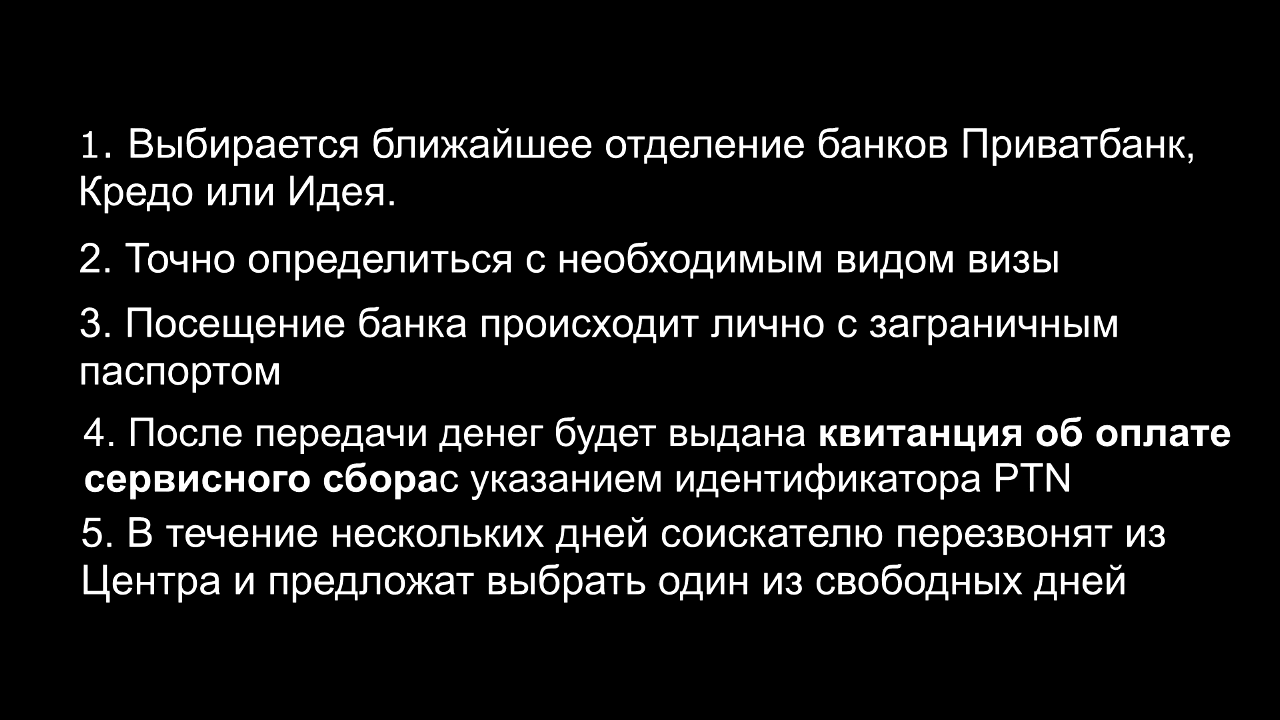 1. Выбирается ближайшее отделение банков Приватбанк,
Кредо или Идея.
2. Точно определиться с необходимым видом визы
3. Посещение банка происходит лично с заграничным
паспортом
4. После передачи денег будет выдана квитанция об оплате
сервисного сборас указанием идентификатора PTN
5. В течение нескольких дней соискателю перезвонят из
Центра и предложат выбрать один из свободных дней